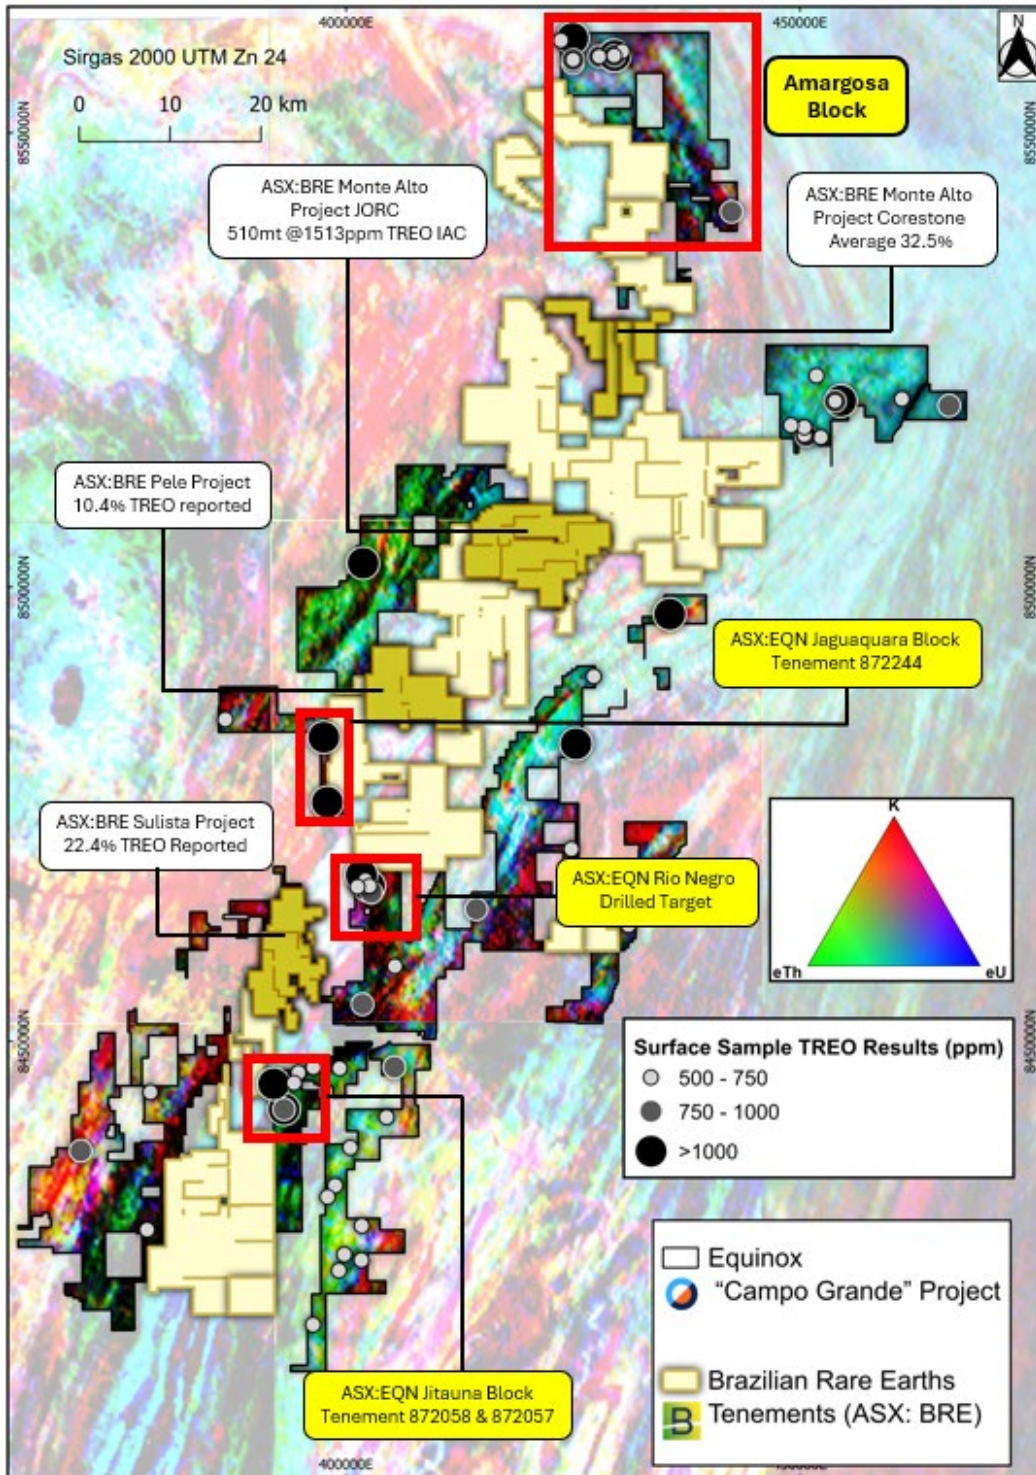 400000E
450000E
N
Sirgas 2000 UTM Zn 24
0 10 20 km
Amargosa
Block
8550000N
8550000N
ASX:BRE Monte Alto
Project JORC
510mt @1513ppm TREO IAC
ASX:BRE Monte Alto
Project Corestone
Average 32.5%
ASX:BRE Pele Project
10.4% TREO reported
8500000N
8500000N
ASX:EQN Jaguaquara Block
Tenement 872244
ASX:BRE Sulista Project
22.4% TREO Reported
ASX:EQN Rio Negro
Drilled Target
K
eTh
eU
8450000N
8450000N
Surface Sample TREO Results (ppm)
500 - 750
750 - 1000
>1000
Equinox
“Campo Grande” Project
Brazilian Rare Earths
B
Tenements (ASX: BRE)
ASX:EQN Jitauna Block
Tenement 872058 & 872057
400000E